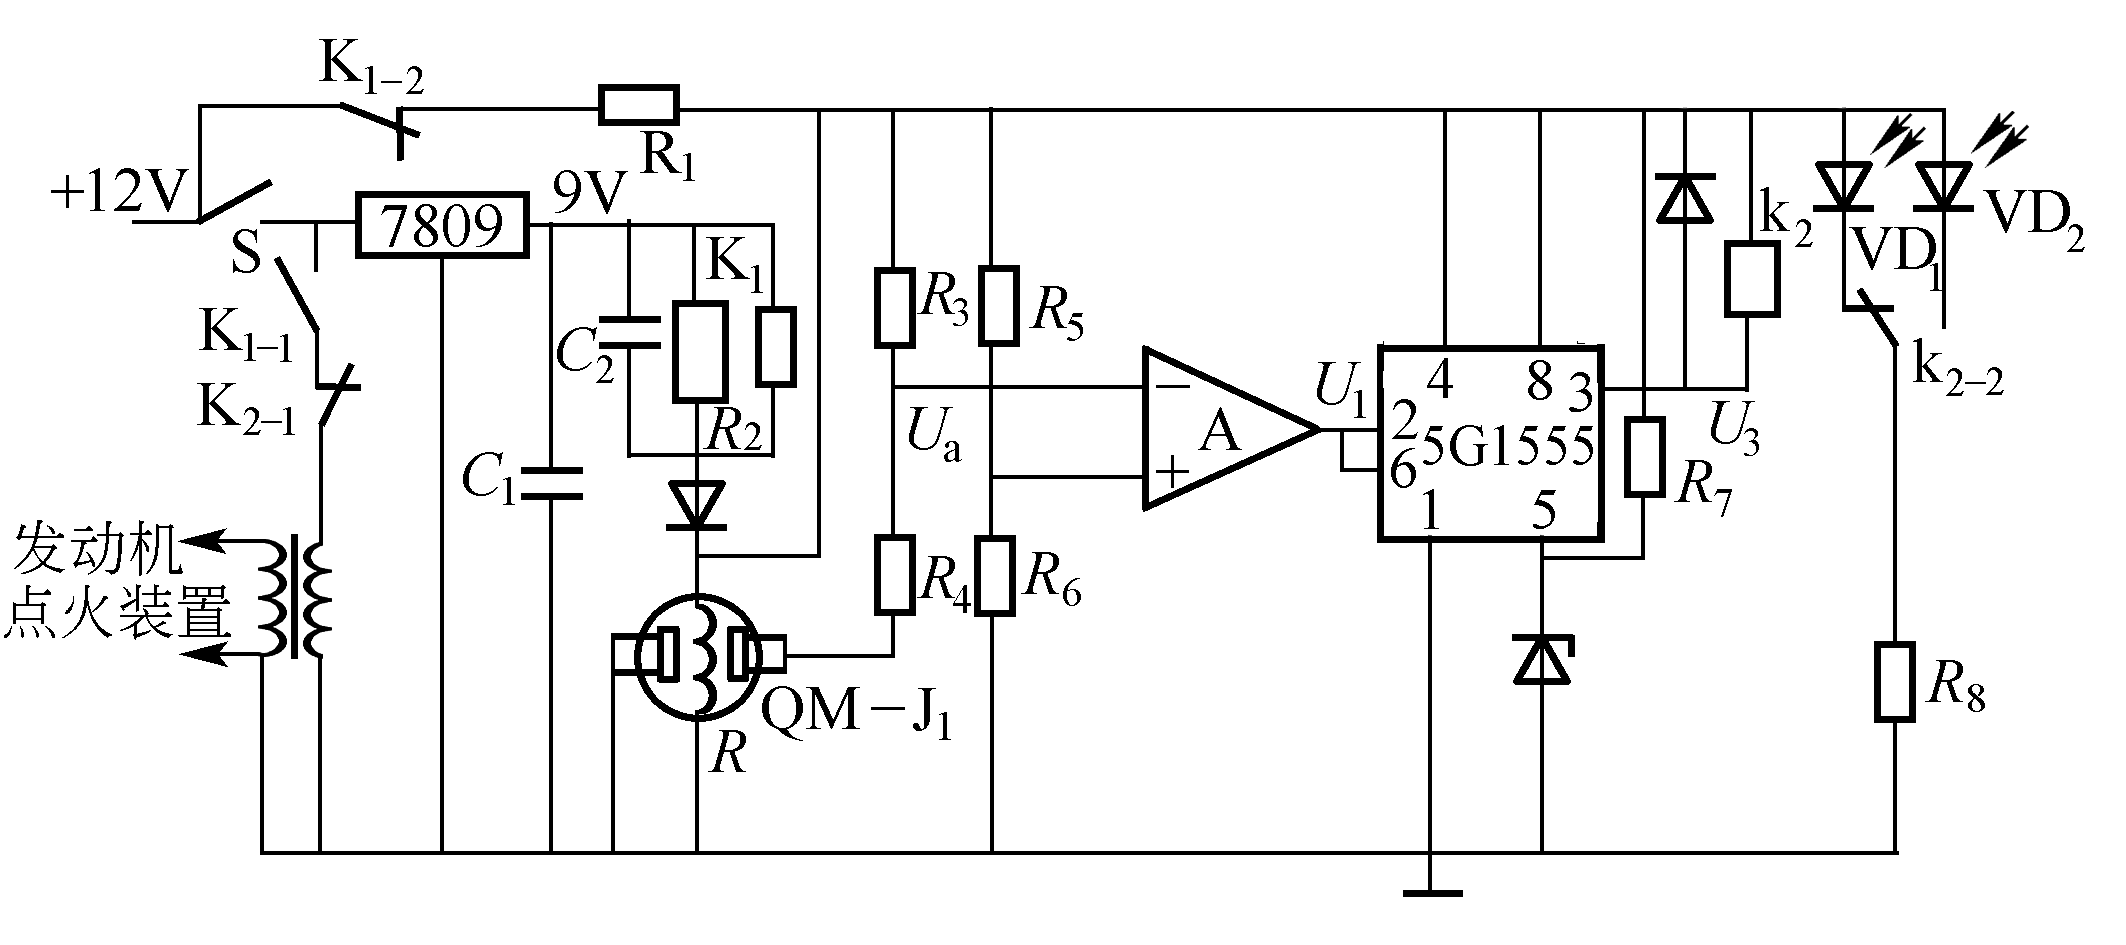 K1-2
R1
+12V
S
7809
9V
K1-1
K2-1
C1
C2
K1
R2
发动机
点火装置
QM-J1
R
R3
R4
Ua
R5
R6
−
+
A
U1
4
8
3
2
6
5G1555
1
5
U3
R7
k2
VD1
VD2
k2-2
R8